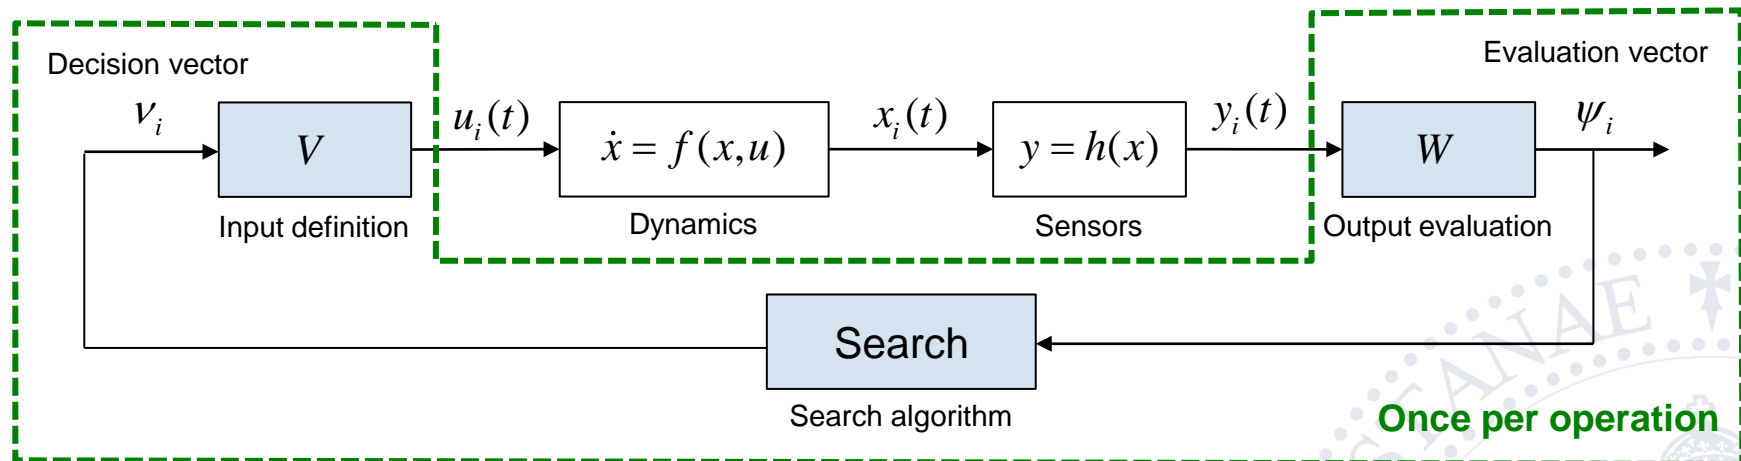 Decision vector
Evaluation vector
ν_i
V
u_i(t)
ẋ = f(x,u)
x_i(t)
y = h(x)
y_i(t)
W
ψ_i
Input definition
Dynamics
Sensors
Output evaluation
Search
Search algorithm
Once per operation
STANAE